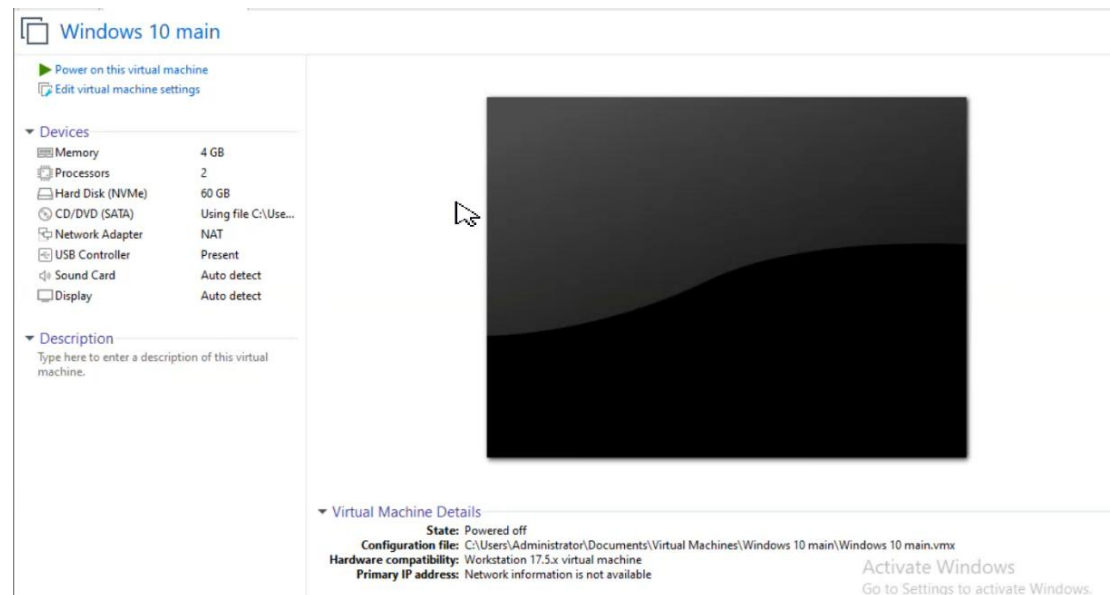 Windows 10 main
Power on this virtual machine
Edit virtual machine settings
Devices
Memory 4 GB
Processors 2
Hard Disk (NVMe) 60 GB
CD/DVD (SATA) Using file C:\Use...
Network Adapter NAT
USB Controller Present
Sound Card Auto detect
Display Auto detect
Description
Type here to enter a description of this virtual
machine.
Virtual Machine Details
State: Powered off
Configuration file: C:\Users\Administrator\Documents\Virtual Machines\Windows 10 main\Windows 10 main.vmx
Hardware compatibility: Workstation 17.5.x virtual machine
Primary IP address: Network information is not available
Activate Windows
Go to Settings to activate Windows.